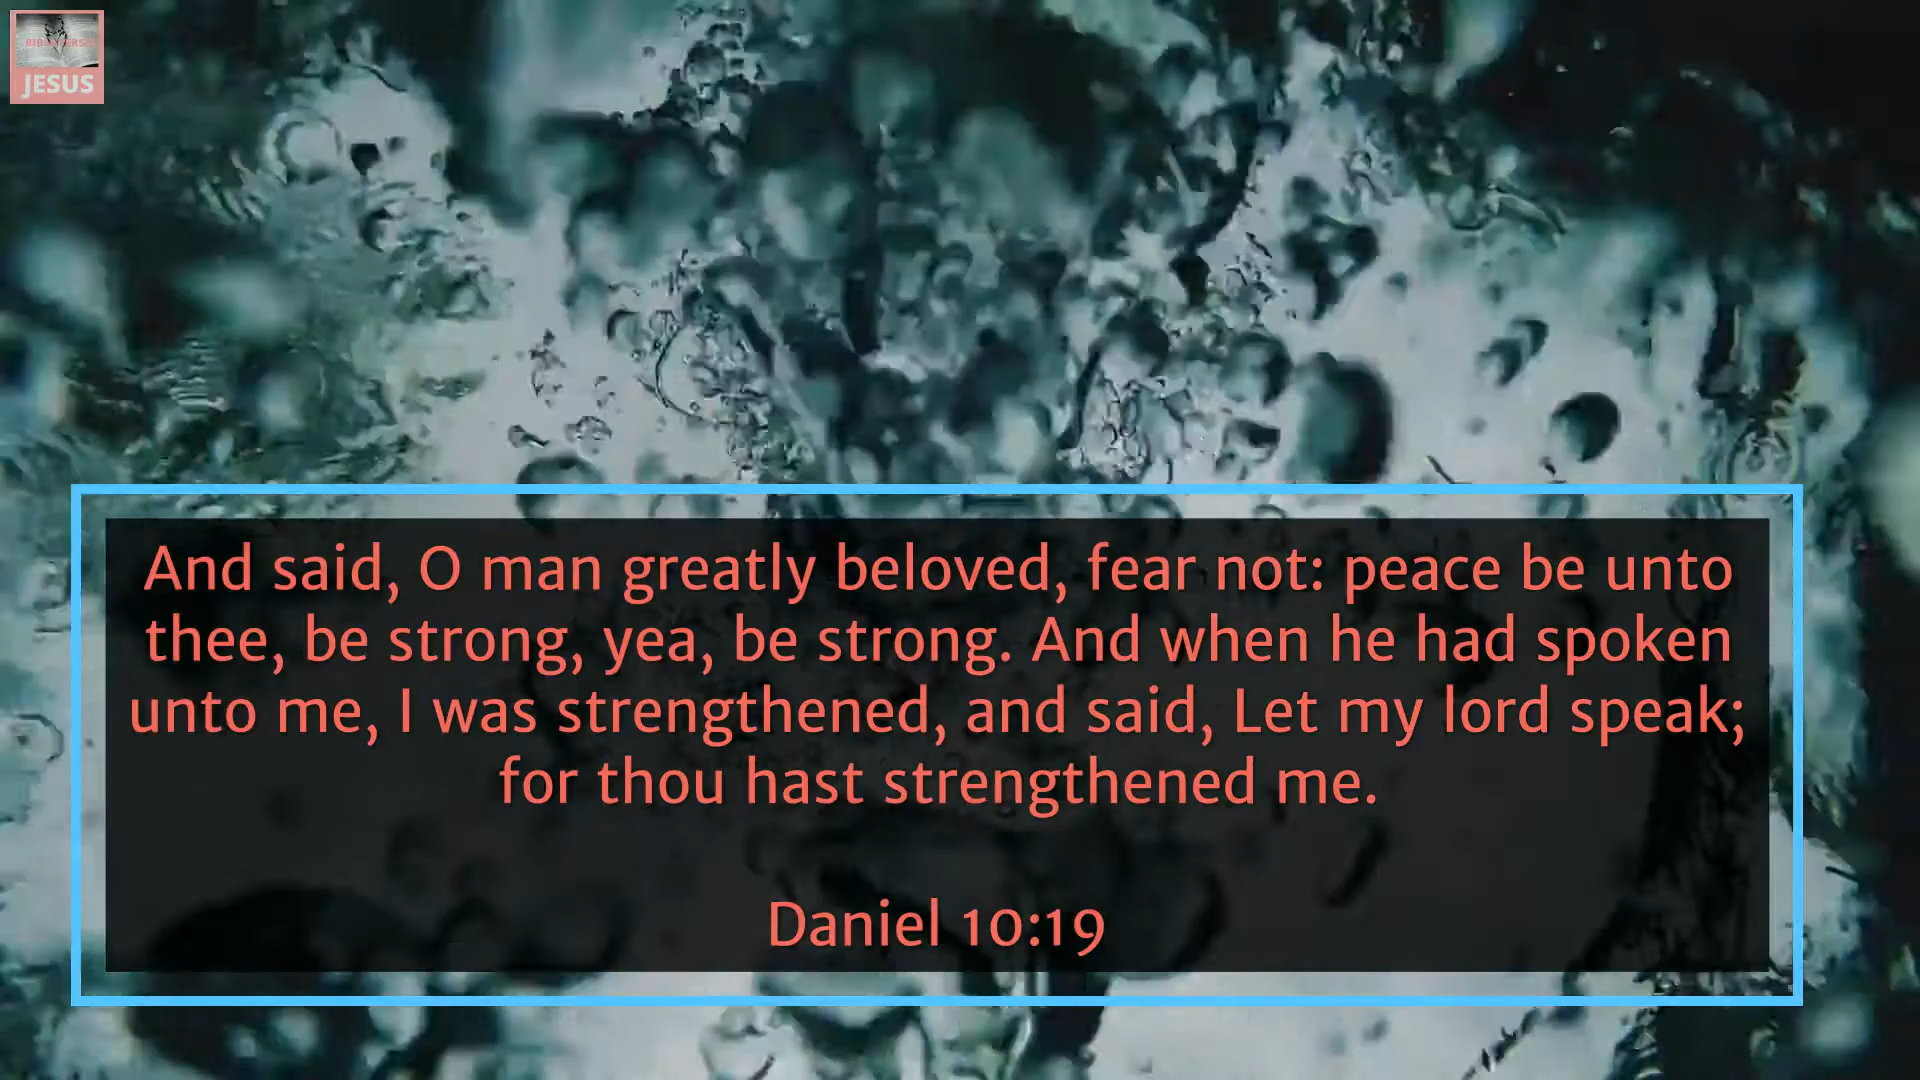 JESUS
And said, O man greatly beloved, fear not: peace be unto
thee, be strong, yea, be strong. And when he had spoken
unto me, I was strengthened, and said, Let my lord speak;
for thou hast strengthened me.
Daniel 10:19